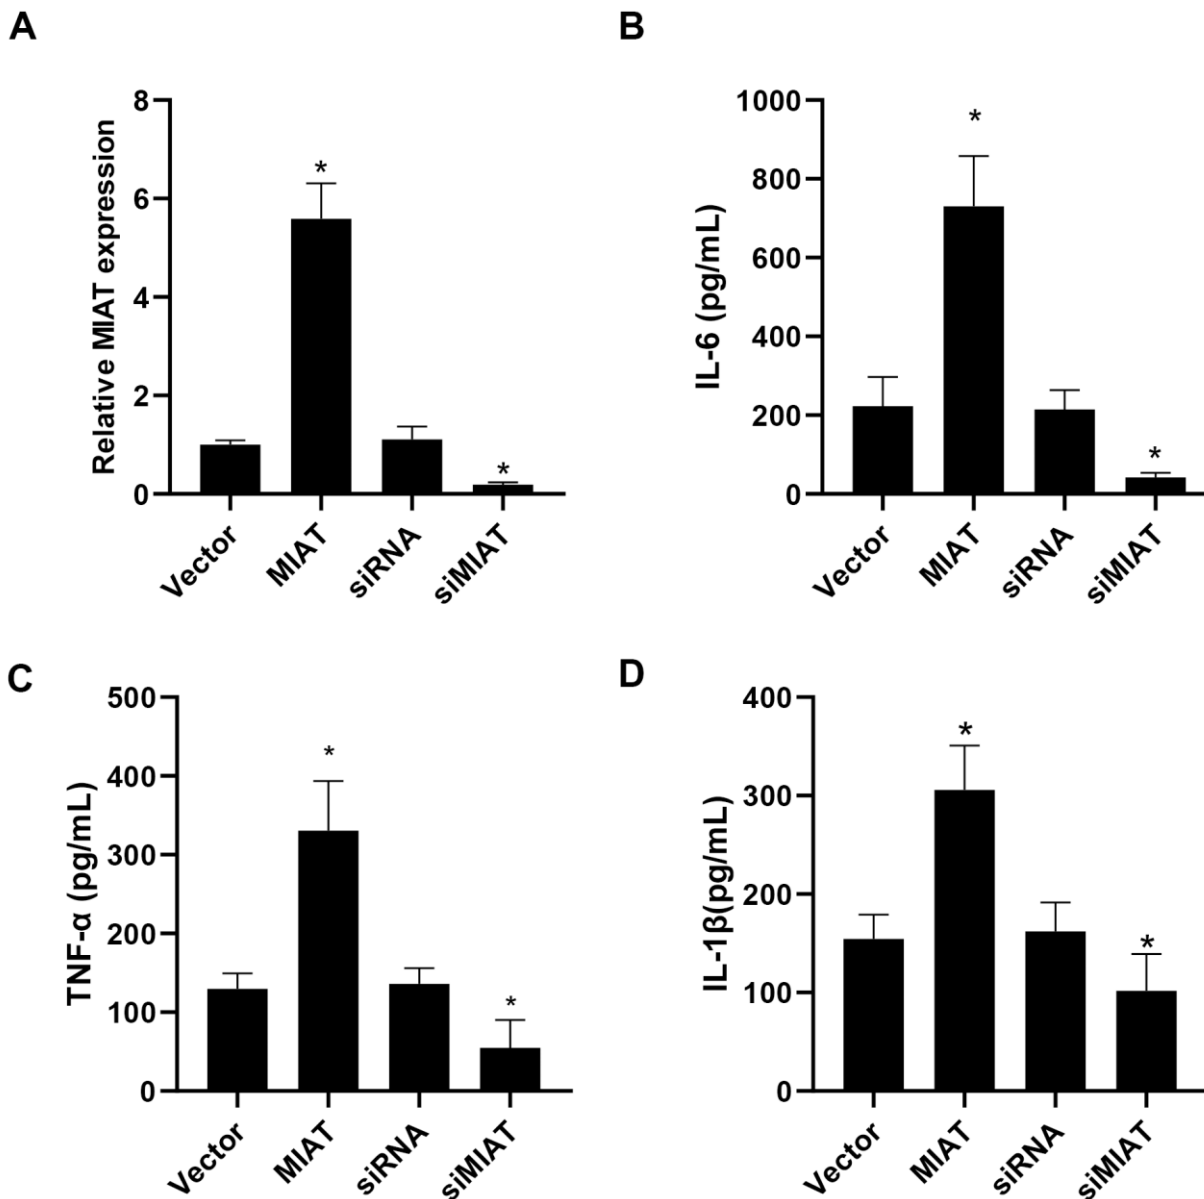 A
Relative MIAT expression
8
6
4
2
0
*
*
Vector
MIAT
siRNA
siMIAT
B
IL-6 (pg/mL)
1000
800
600
400
200
0
*
*
Vector
MIAT
siRNA
siMIAT
C
TNF-α (pg/mL)
500
400
300
200
100
0
*
*
Vector
MIAT
siRNA
siMIAT
D
IL-1β(pg/mL)
400
300
200
100
0
*
*
Vector
MIAT
siRNA
siMIAT